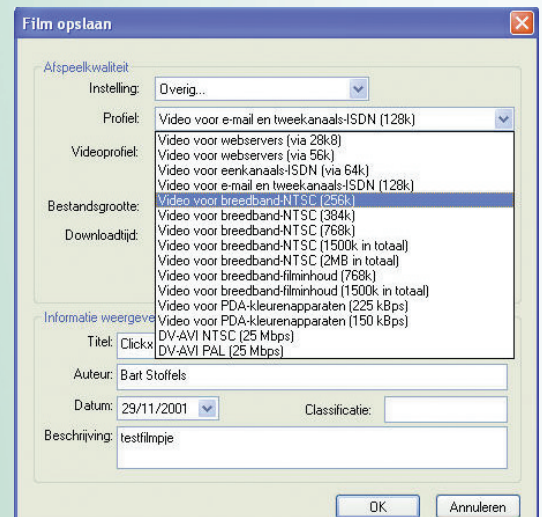 Film opslaan
Afspeelkwaliteit
Instelling: Overig...
Profiel: Video voor e-mail en tweekanaals-ISDN (128k)
Videoprofiel:
Video voor webservers (via 28k8)
Video voor webservers (via 56k)
Video voor eenkanaals-ISDN (via 64k)
Video voor e-mail en tweekanaals-ISDN (128k)
Video voor breedband-NTSC (256k)
Video voor breedband-NTSC (384k)
Video voor breedband-NTSC (768k)
Video voor breedband-NTSC (1500k in totaal)
Video voor breedband-NTSC (2MB in totaal)
Video voor breedband-filminhoud (768k)
Video voor breedband-filminhoud (1500k in totaal)
Video voor PDA-kleurenapparaten (225 kBps)
Video voor PDA-kleurenapparaten (150 kBps)
DV-AVI NTSC (25 Mbps)
DV-AVI PAL (25 Mbps)
Bestandsgrootte:
Downloadtijd:
Informatie weergeve
Titel: Clickx
Auteur: Bart Stoffels
Datum: 29/11/2001
Classificatie:
Beschrijving: testfilmpje
OK
Annuleren